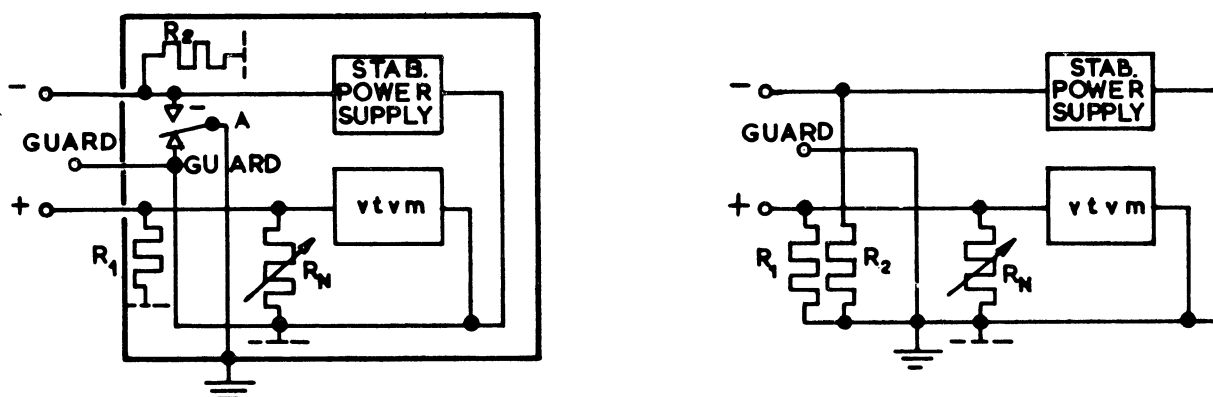 R2
STAB.
POWER
SUPPLY
-
-
A
GUARD
GUARD
+
vtvm
R1
RN
STAB.
POWER
SUPPLY
-
GUARD
+
vtvm
R1
R2
RN